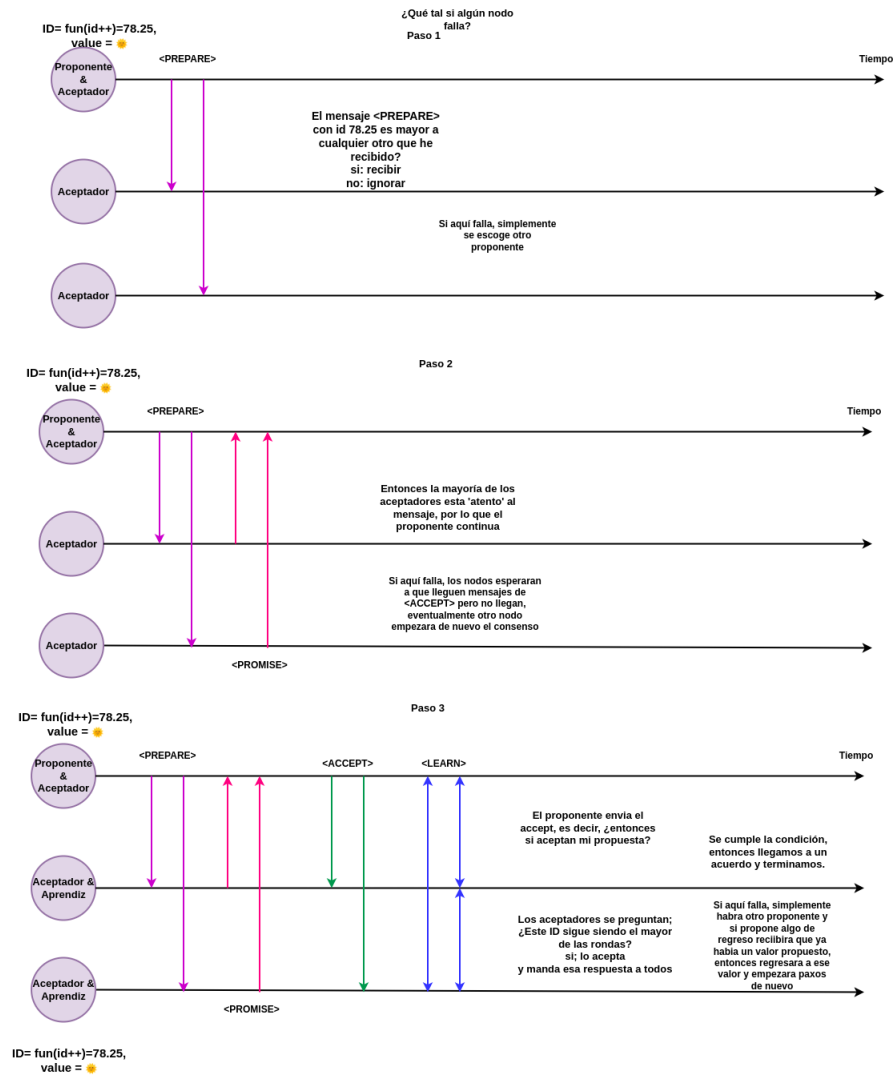 ¿Qué tal si algún nodo
falla?
Paso 1
ID= fun(id++)=78.25,
value = 🌞
Proponente
&
Aceptador
<PREPARE>
Tiempo
El mensaje <PREPARE>
con id 78.25 es mayor a
cualquier otro que he
recibido?
si: recibir
no: ignorar
Aceptador
Si aquí falla, simplemente
se escoge otro
proponente
Aceptador
Paso 2
ID= fun(id++)=78.25,
value = 🌞
Proponente
&
Aceptador
<PREPARE>
Tiempo
Entonces la mayoría de los
aceptadores esta 'atento' al
mensaje, por lo que el
proponente continua
Aceptador
Si aquí falla, los nodos esperaran
a que lleguen mensajes de
<ACCEPT> pero no llegan,
eventualmente otro nodo
empezara de nuevo el consenso
Aceptador
<PROMISE>
Paso 3
ID= fun(id++)=78.25,
value = 🌞
Proponente
&
Aceptador
<PREPARE>
<ACCEPT>
<LEARN>
Tiempo
El proponente envia el
accept, es decir, ¿entonces
si aceptan mi propuesta?
Se cumple la condición,
entonces llegamos a un
acuerdo y terminamos.
Aceptador &
Aprendiz
Los aceptadores se preguntan;
¿Este ID sigue siendo el mayor
de las rondas?
si; lo acepta
y manda esa respuesta a todos
Si aquí falla, simplemente
habra otro proponente y
si propone algo de
regreso reciibira que ya
habia un valor propuesto,
entonces regresara a ese
valor y empezara paxos
de nuevo
Aceptador &
Aprendiz
<PROMISE>
ID= fun(id++)=78.25,
value = 🌞